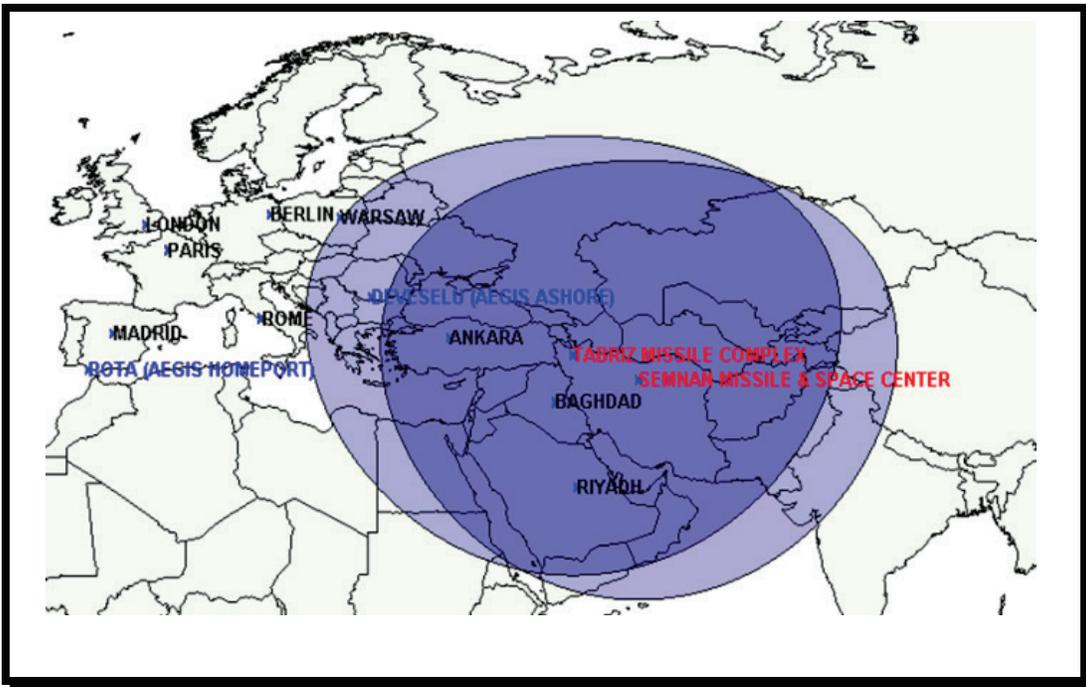 LONDON
BERLIN
WARSAW
PARIS
DEVESELU (AEGIS ASHORE)
ROME
MADRID
ANKARA
TABRIZ MISSILE COMPLEX
ROTA (AEGIS HOMEPORT)
SEMNAN MISSILE & SPACE CENTER
BAGHDAD
RIYADH